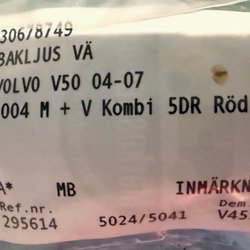 30678749
BAKLJUS VÄ
VOLVO V50 04-07
004 M + V Kombi 5DR Röd
A* MB INMÄRKN
Ref.nr. Dem
295614 5024/5041 V45